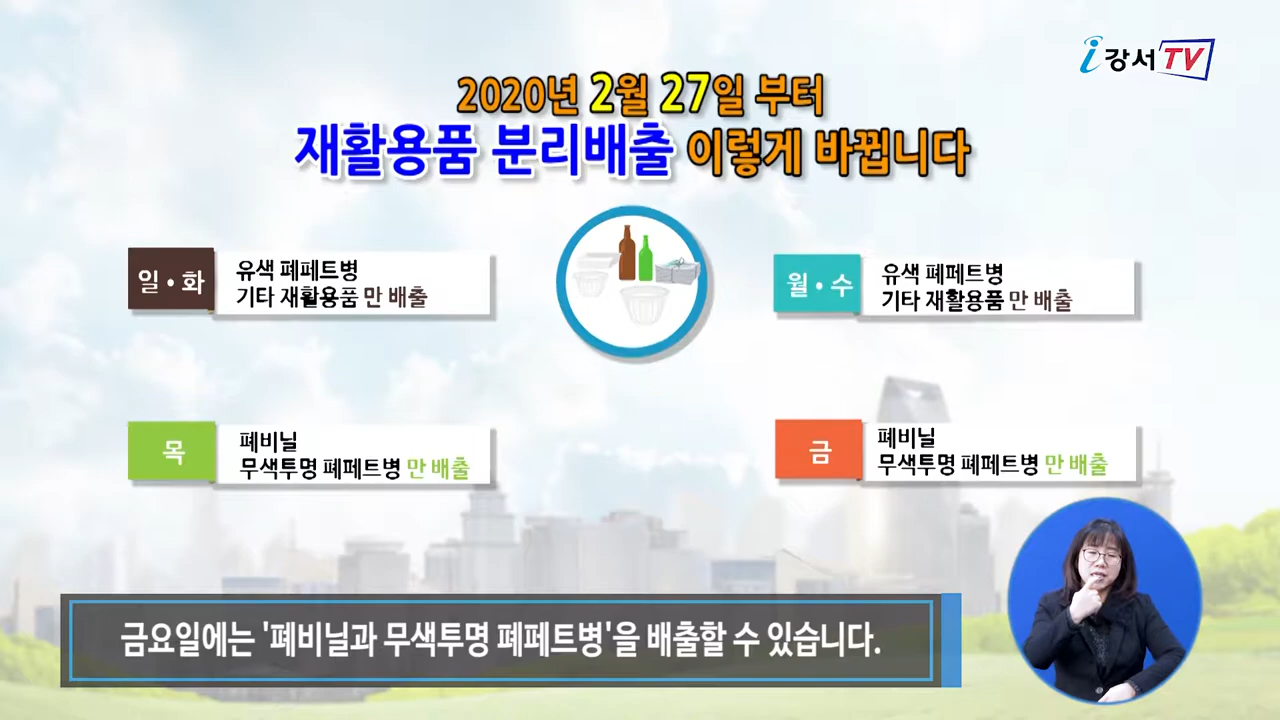 i강서TV
2020년 2월 27일 부터
재활용품 분리배출 이렇게 바뀝니다
일·화
유색 폐페트병
기타 재활용품 만 배출
월·수
유색 폐페트병
기타 재활용품 만 배출
목
폐비닐
무색투명 폐페트병 만 배출
금
폐비닐
무색투명 폐페트병 만 배출
금요일에는 '폐비닐과 무색투명 폐페트병'을 배출할 수 있습니다.